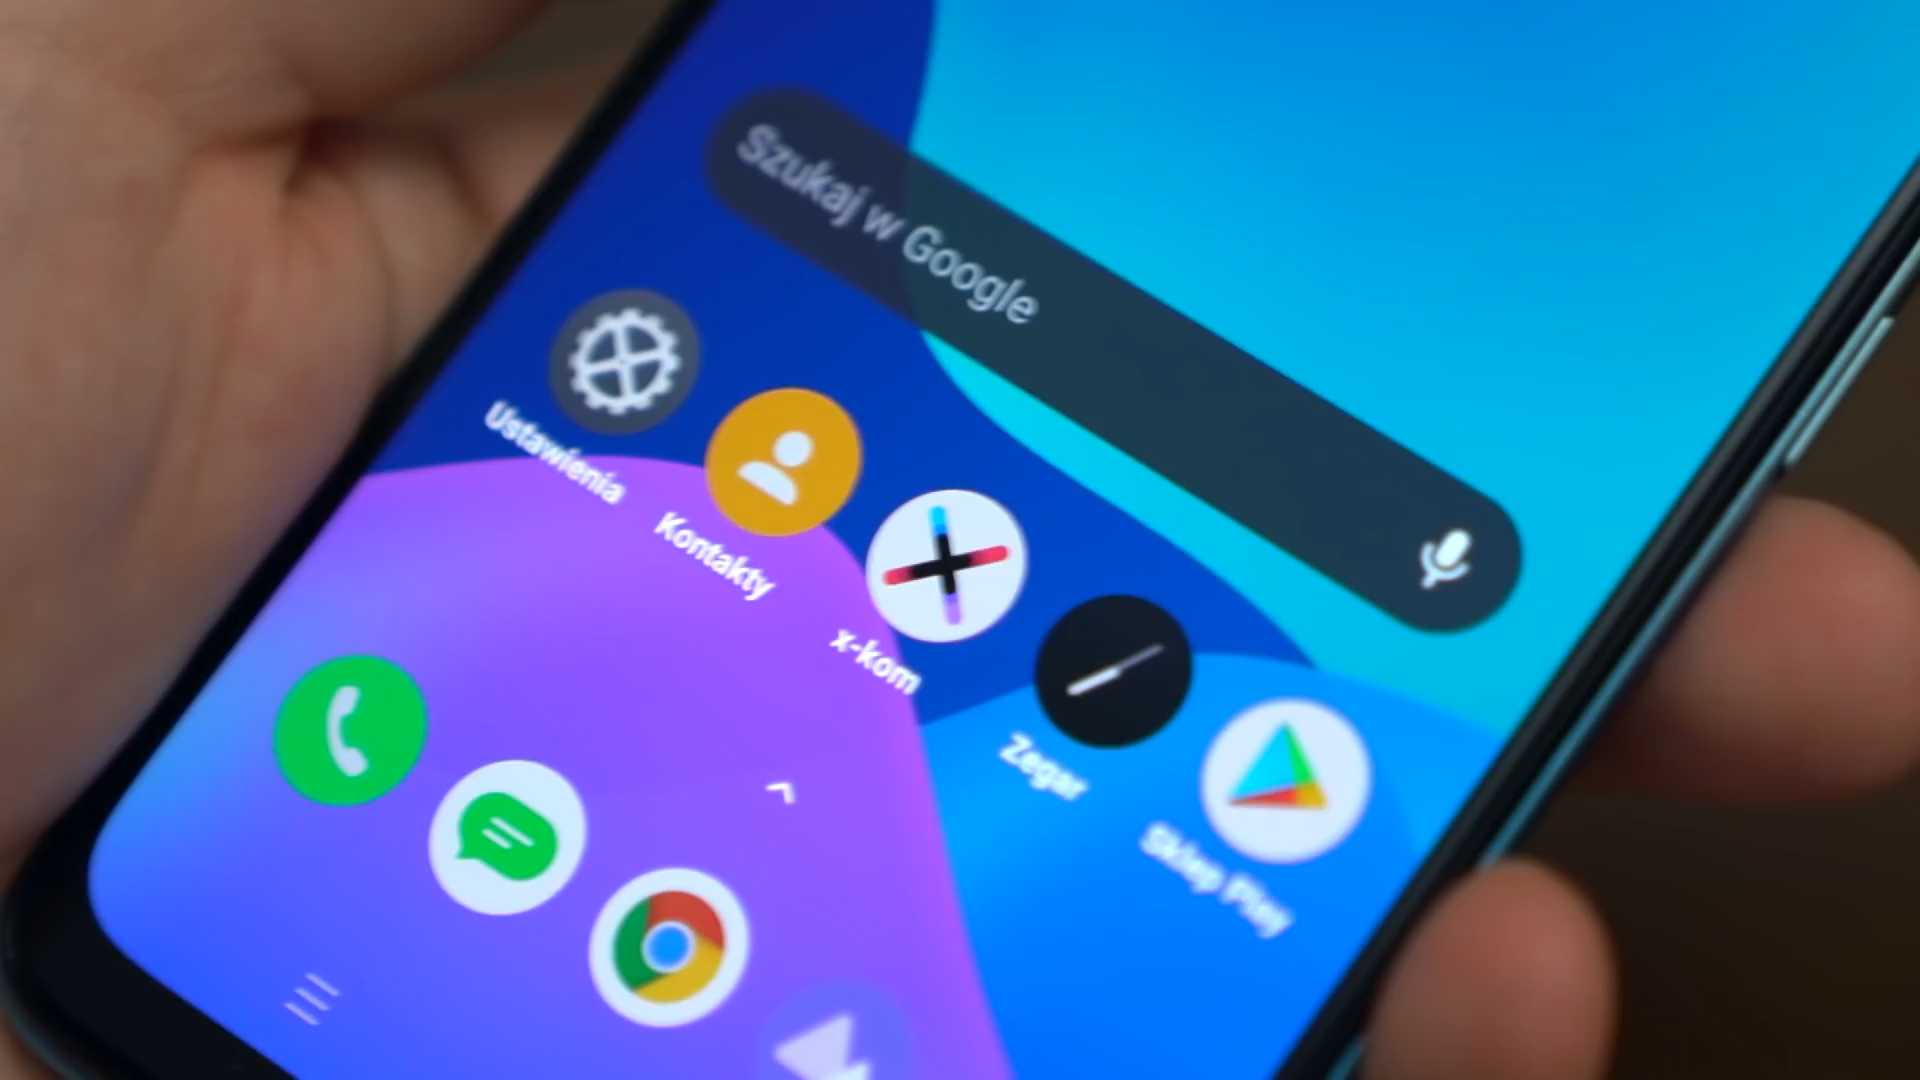 Szukaj w Google
Ustawienia
Kontakty
x-kom
Zegar
Sklep Play